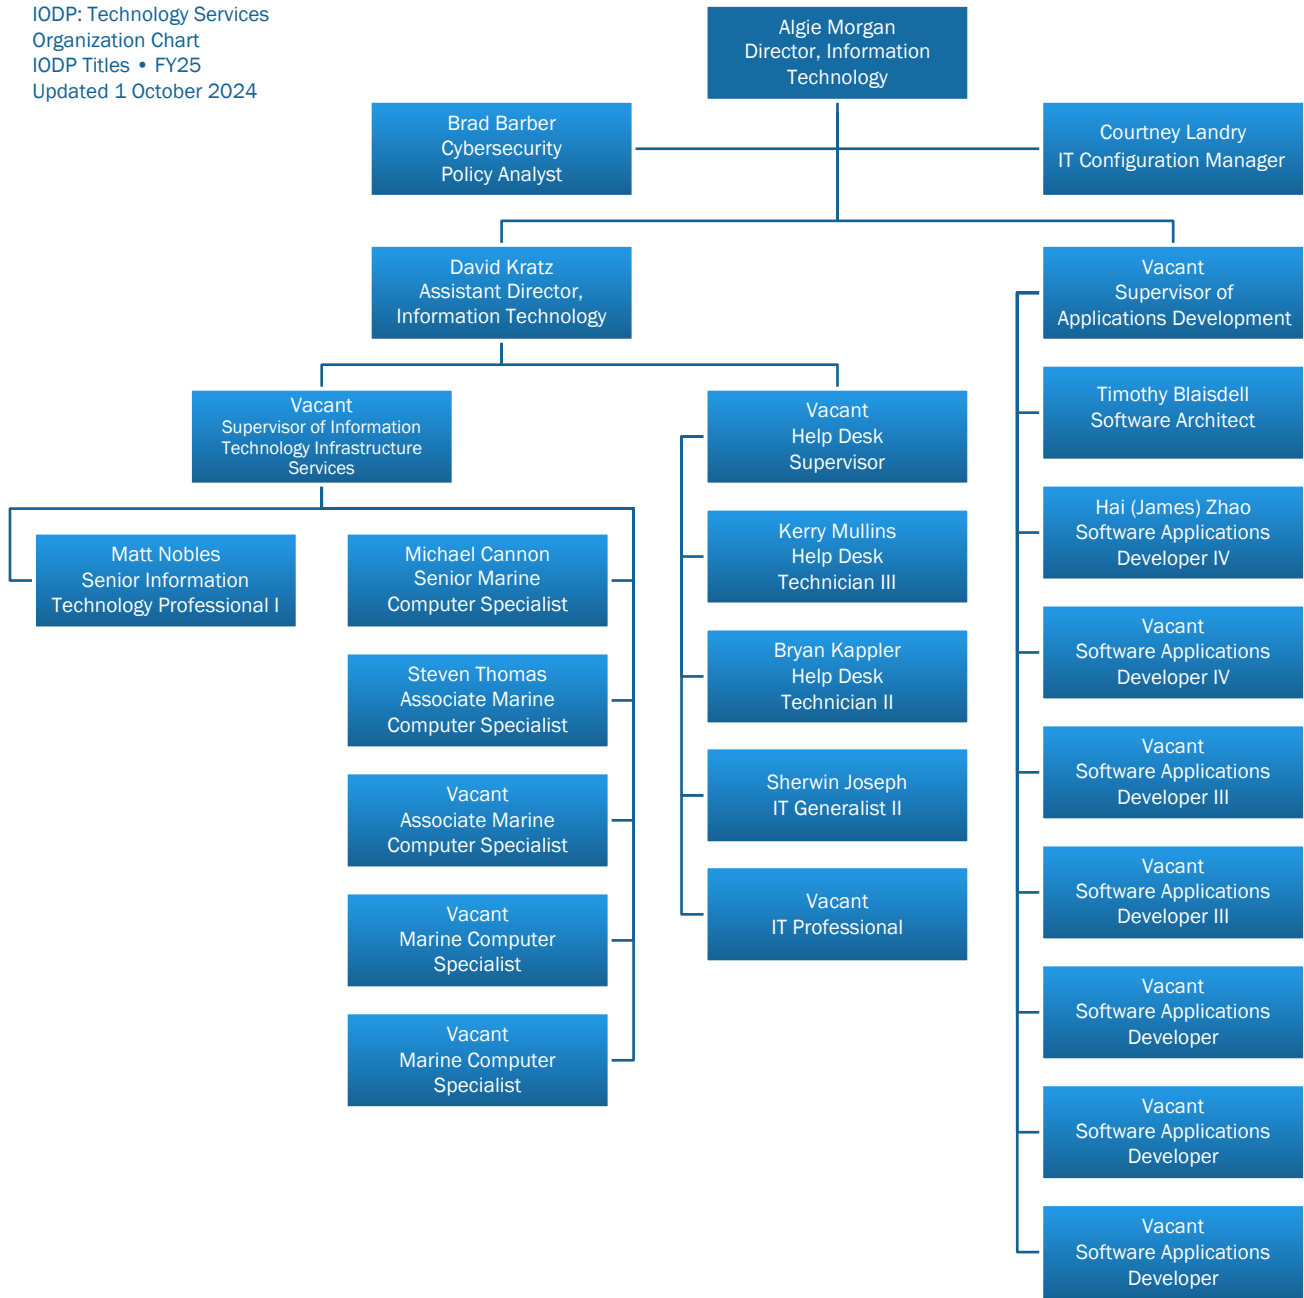 IODP: Technology Services
Organization Chart
IODP Titles • FY25
Updated 1 October 2024
Algie Morgan
Director, Information
Technology
Brad Barber
Cybersecurity
Policy Analyst
Courtney Landry
IT Configuration Manager
David Kratz
Assistant Director,
Information Technology
Vacant
Supervisor of
Applications Development
Vacant
Supervisor of Information
Technology Infrastructure
Services
Matt Nobles
Senior Information
Technology Professional I
Michael Cannon
Senior Marine
Computer Specialist
Steven Thomas
Associate Marine
Computer Specialist
Vacant
Associate Marine
Computer Specialist
Vacant
Marine Computer
Specialist
Vacant
Marine Computer
Specialist
Vacant
Help Desk
Supervisor
Kerry Mullins
Help Desk
Technician III
Bryan Kappler
Help Desk
Technician II
Sherwin Joseph
IT Generalist II
Vacant
IT Professional
Timothy Blaisdell
Software Architect
Hai (James) Zhao
Software Applications
Developer IV
Vacant
Software Applications
Developer IV
Vacant
Software Applications
Developer III
Vacant
Software Applications
Developer III
Vacant
Software Applications
Developer
Vacant
Software Applications
Developer
Vacant
Software Applications
Developer